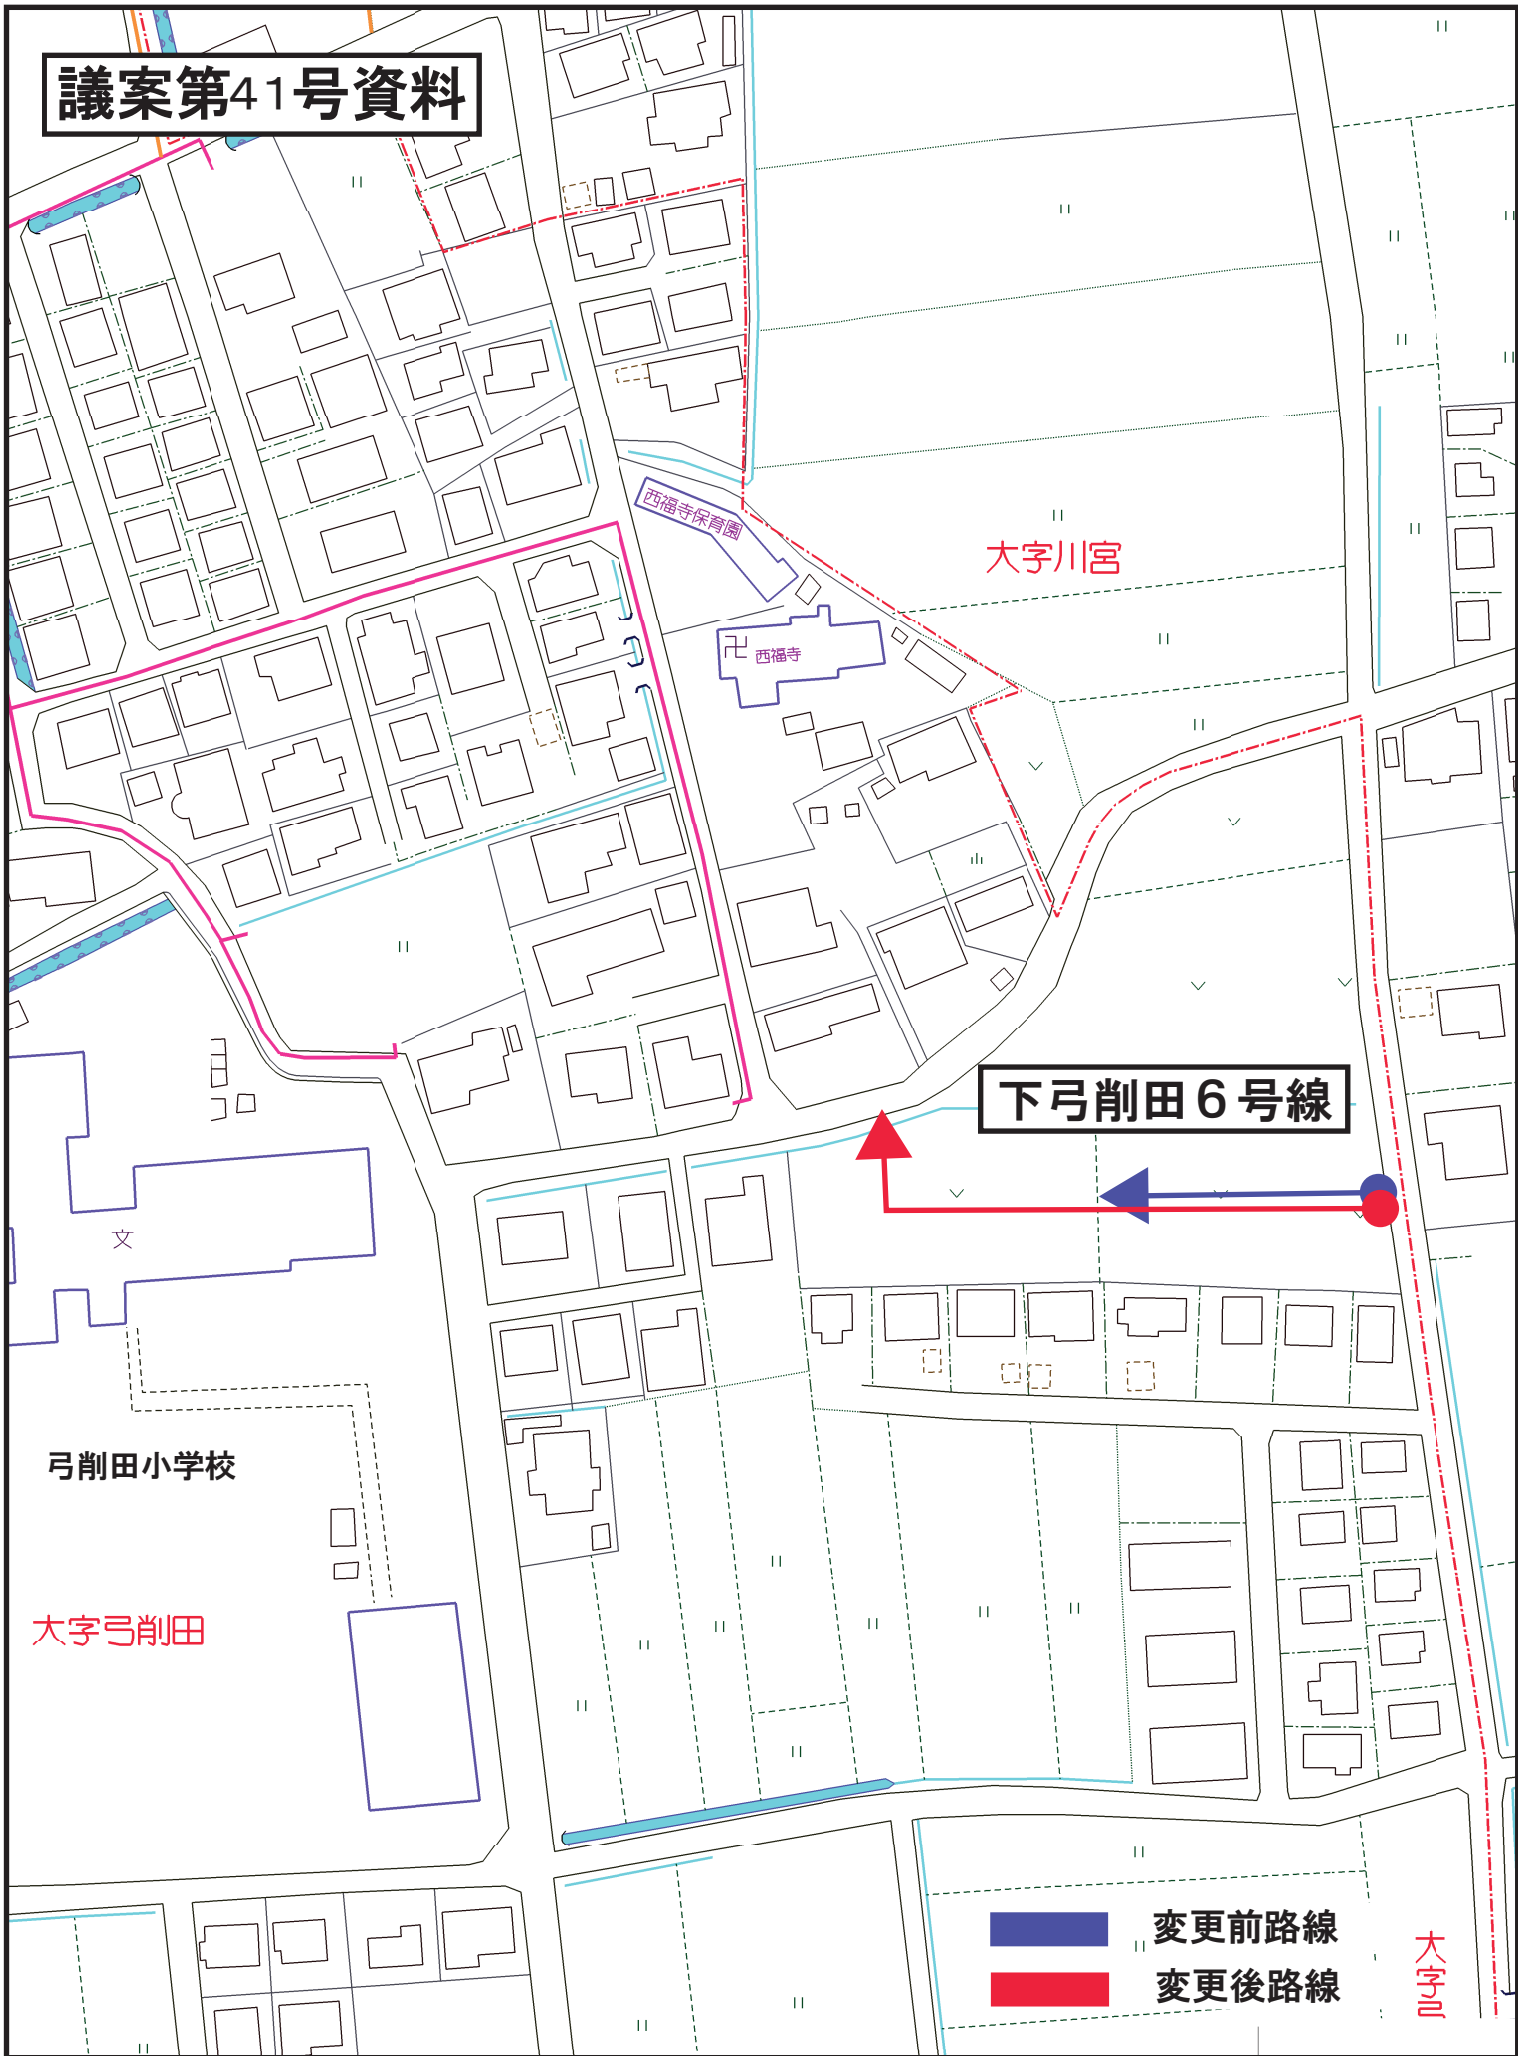 議案第41号資料
西福寺保育園
大字川宮
西福寺
下弓削田6号線
文
弓削田小学校
大字弓削田
変更前路線
変更後路線
大字弓